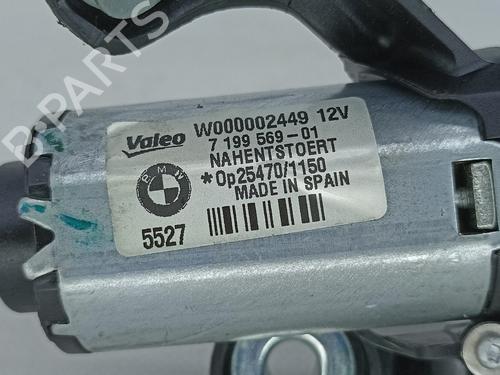 Valeo W000002449 12V
7 199 569-01
NAHENTSTOERT
*Op25470/1150
MADE IN SPAIN
BMW
5527
B-PARTS